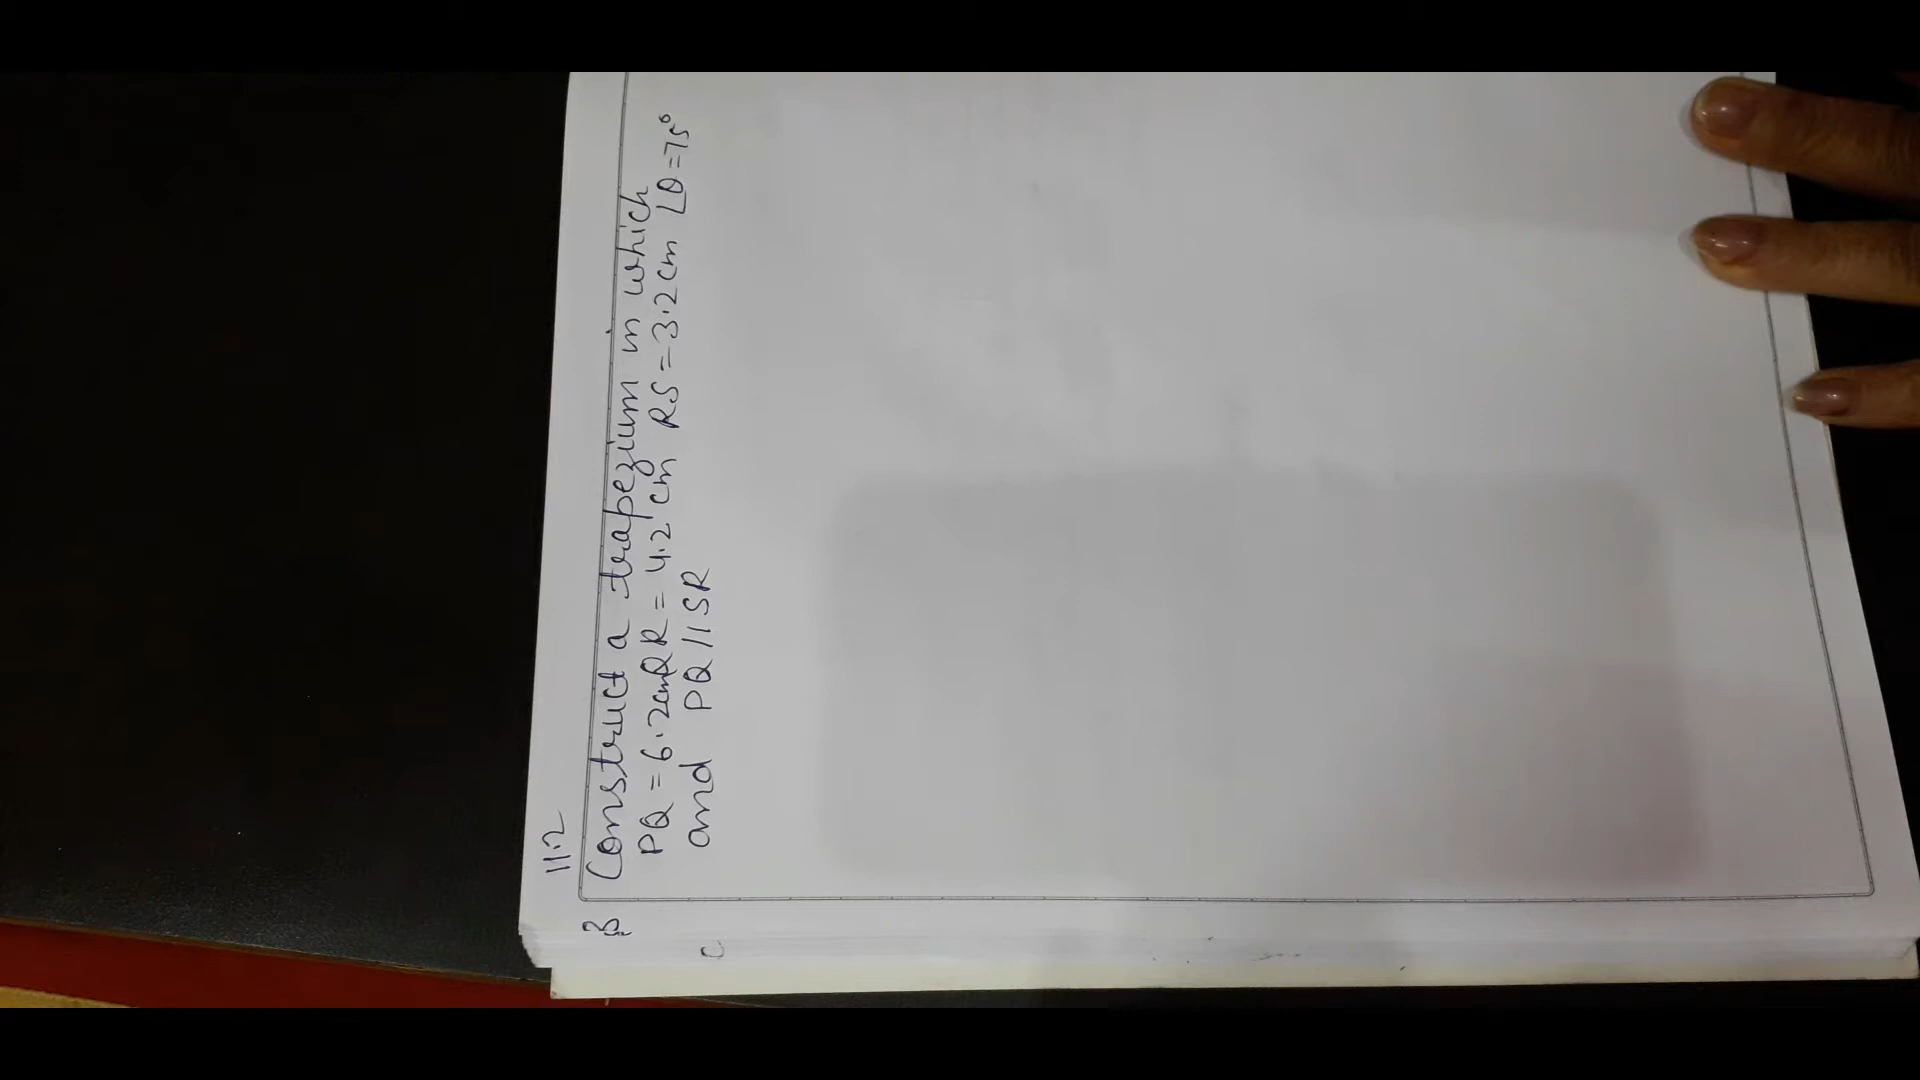 11.2
3 Construct a trapezium in which
PQ = 6.2cm QR = 4.2 cm RS = 3.2 cm ∠Q = 75°
and PQ // SR